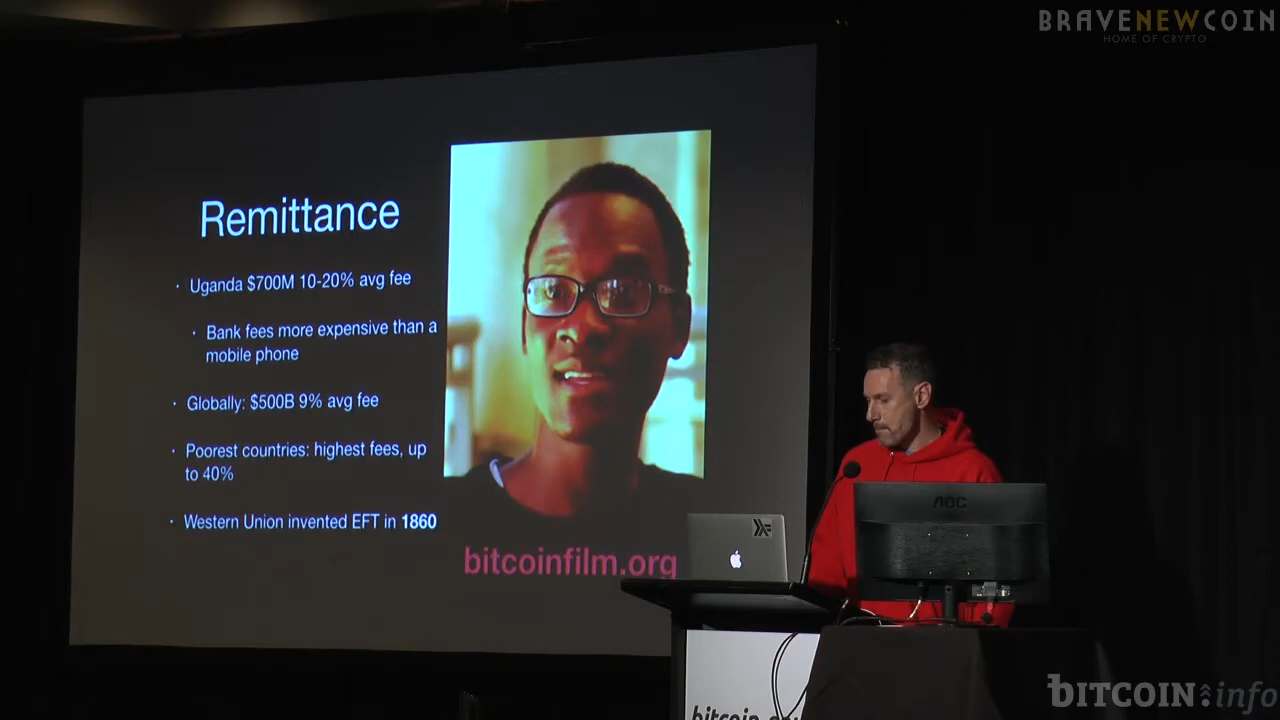 BRAVENEWCOIN
HOME OF CRYPTO
Remittance
· Uganda $700M 10-20% avg fee
· Bank fees more expensive than a
mobile phone
· Globally: $500B 9% avg fee
· Poorest countries: highest fees, up
to 40%
· Western Union invented EFT in 1860
bitcoinfilm.org
AOC
BITCOIN:info